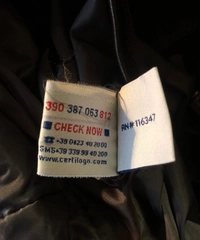 390 387 063 812
CHECK NOW
+39 0423 40 2000
SMS+39 339 99 40 200
www.certilogo.com
RN# 116347